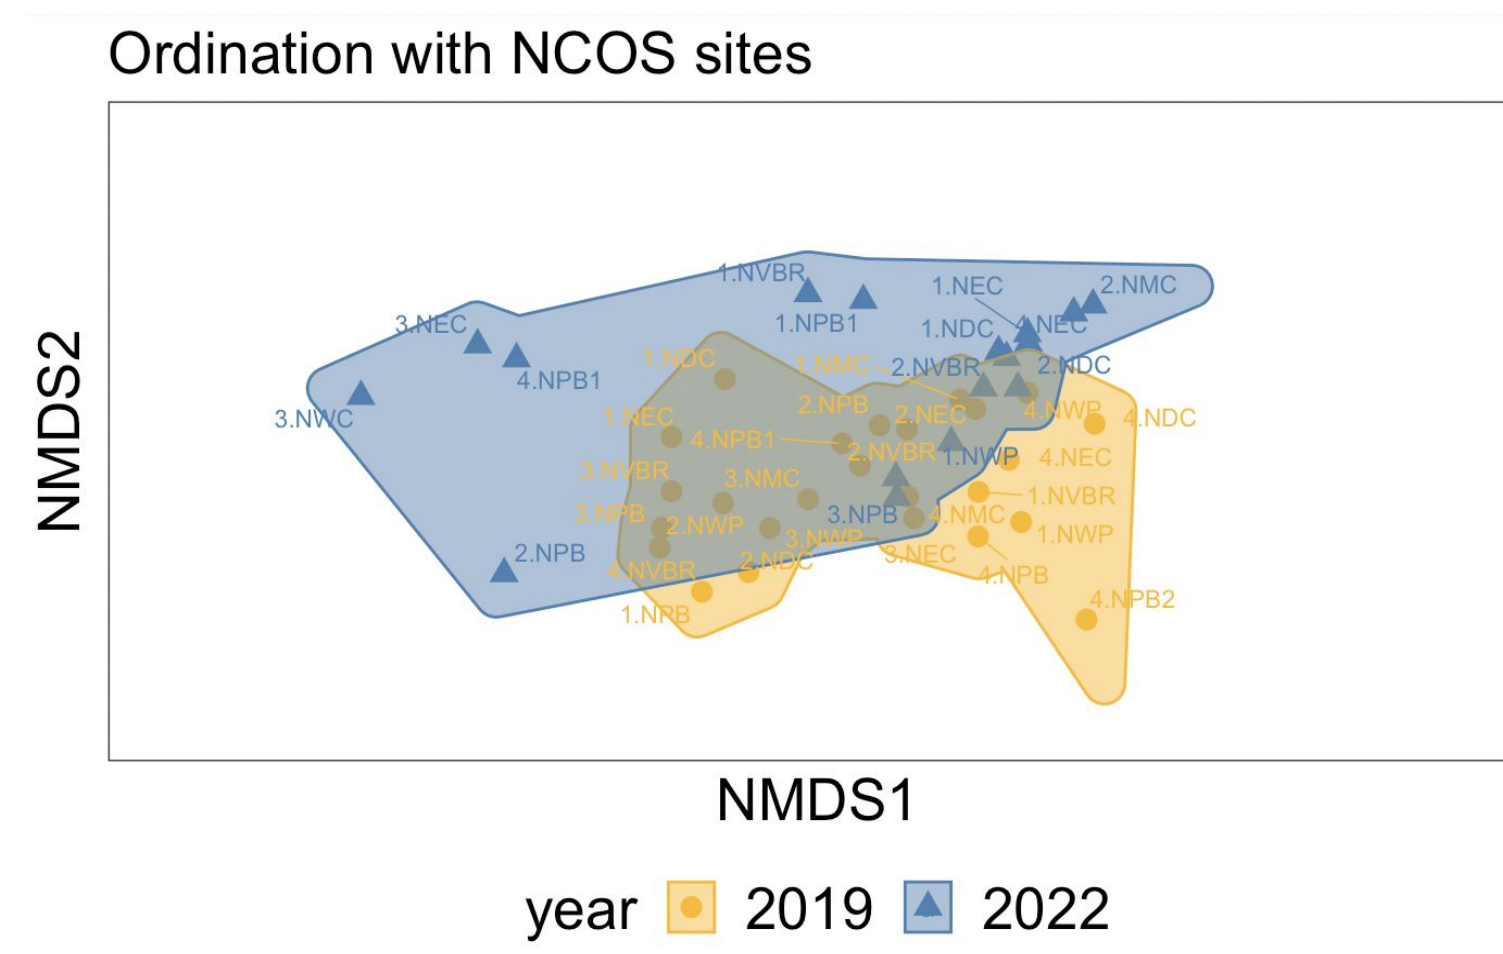 Ordination with NCOS sites
NMDS2
1.NVBR
1.NEC
2.NMC
3.NEC
1.NPB1
1.NDC
4.NEC
1.NDC
1.NMC
2.NVBR
2.NDC
4.NPB1
3.NWC
1.NEC
2.NPB
2.NEC
4.NWP
4.NDC
4.NPB1
2.NVBR
1.NWP
4.NEC
3.NVBR
3.NMC
1.NVBR
3.NPB
2.NWP
3.NPB
4.NMC
3.NWP
1.NWP
2.NPB
4.NVBR
2.NDC
3.NEC
4.NPB
1.NPB
4.NPB2
NMDS1
year 2019 2022